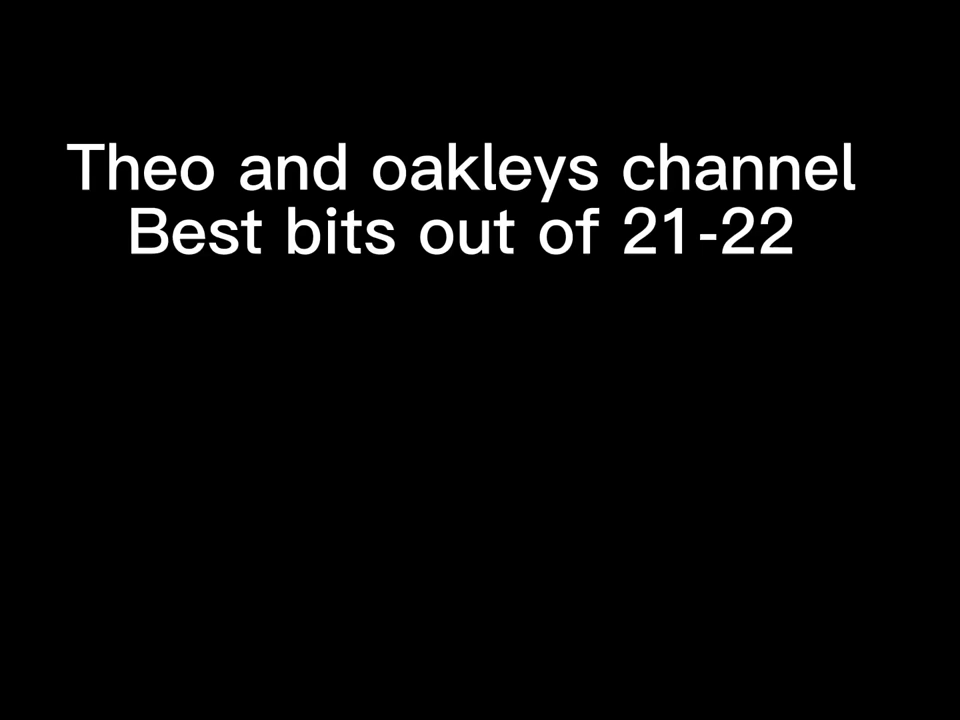 Theo and oakleys channel
Best bits out of 21-22